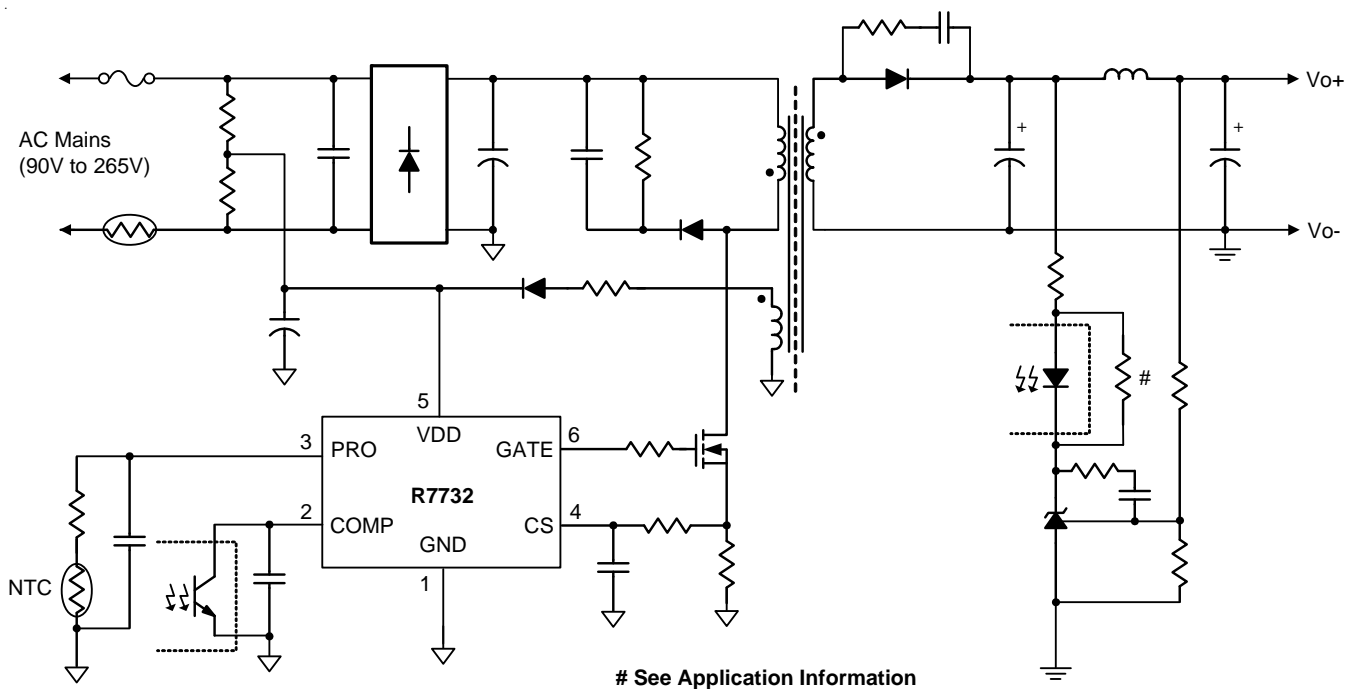 Vo+
AC Mains
(90V to 265V)
+
+
Vo-
#
5
VDD
3
PRO
GATE
6
R7732
2
COMP
CS
4
GND
1
NTC
# See Application Information